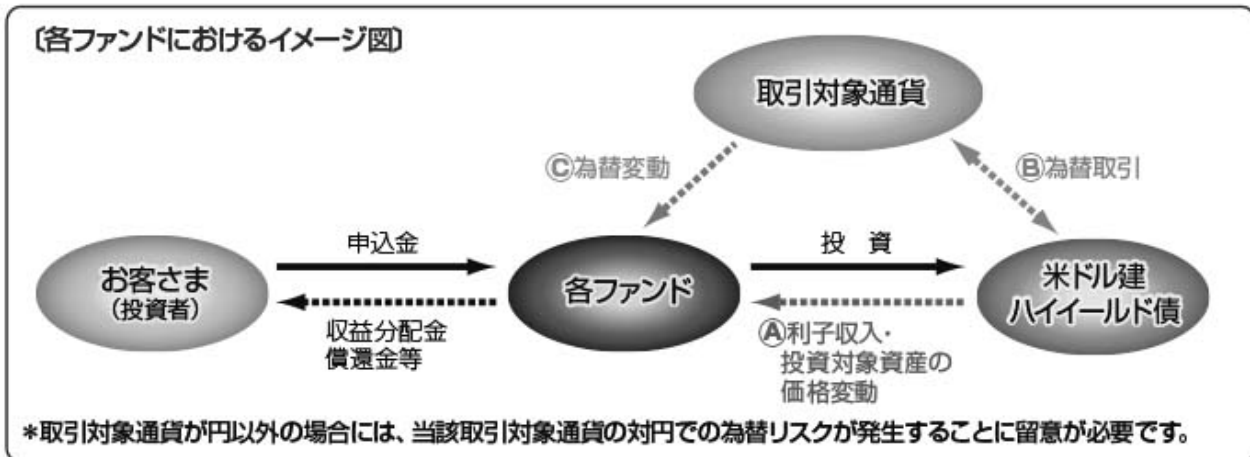 〔各ファンドにおけるイメージ図〕
取引対象通貨
Ⓒ為替変動
Ⓑ為替取引
お客さま
(投資者)
申込金
収益分配金
償還金等
各ファンド
投 資
Ⓐ利子収入・
投資対象資産の
価格変動
米ドル建
ハイイールド債
*取引対象通貨が円以外の場合には、当該取引対象通貨の対円での為替リスクが発生することに留意が必要です。